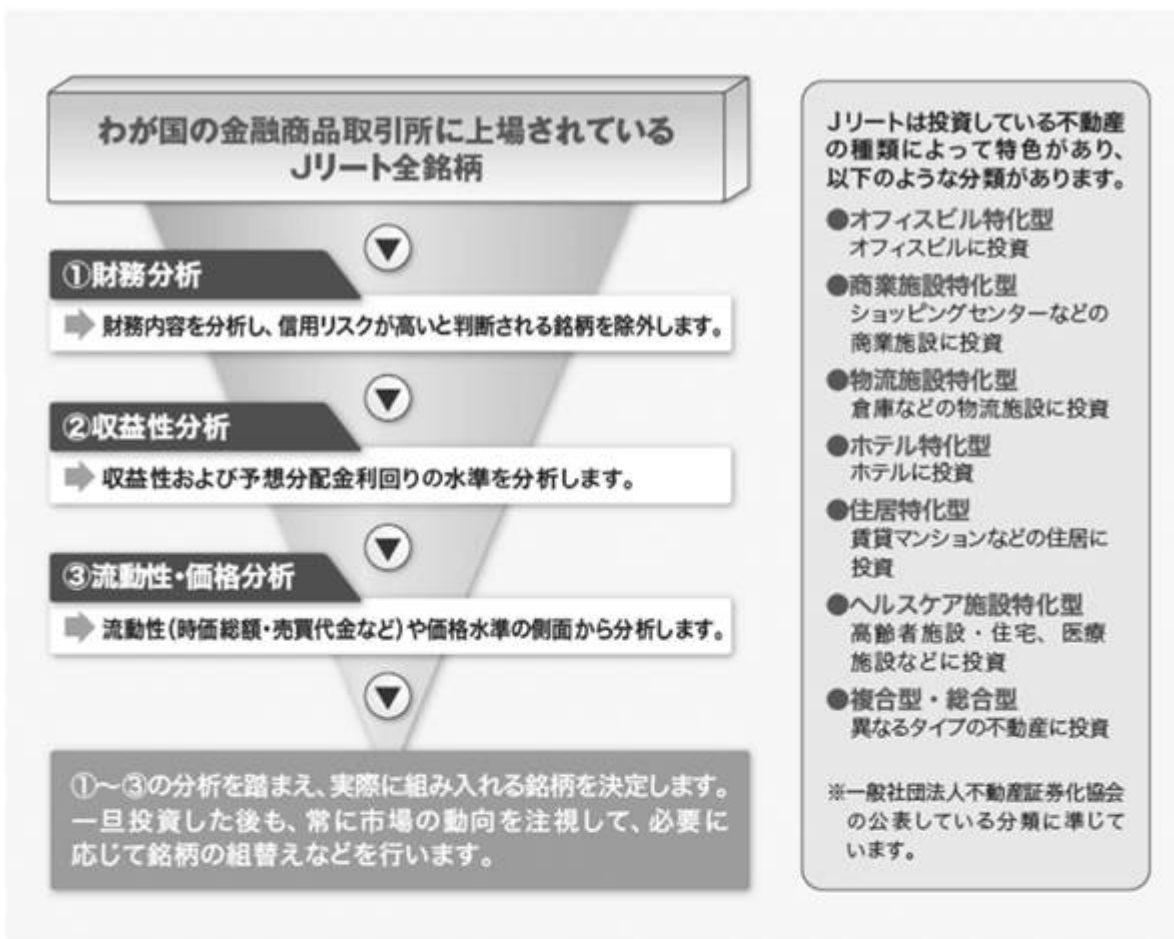 わが国の金融商品取引所に上場されている
Jリート全銘柄
▼
①財務分析
財務内容を分析し、信用リスクが高いと判断される銘柄を除外します。
▼
②収益性分析
収益性および予想分配金利回りの水準を分析します。
▼
③流動性・価格分析
流動性(時価総額・売買代金など)や価格水準の側面から分析します。
▼
①～③の分析を踏まえ、実際に組み入れる銘柄を決定します。
一旦投資した後も、常に市場の動向を注視して、必要に
応じて銘柄の組替えなどを行います。
Jリートは投資している不動産
の種類によって特色があり、
以下のような分類があります。
●オフィスビル特化型
オフィスビルに投資
●商業施設特化型
ショッピングセンターなどの
商業施設に投資
●物流施設特化型
倉庫などの物流施設に投資
●ホテル特化型
ホテルに投資
●住居特化型
賃貸マンションなどの住居に
投資
●ヘルスケア施設特化型
高齢者施設・住宅、医療
施設などに投資
●複合型・総合型
異なるタイプの不動産に投資
※一般社団法人不動産証券化協会
の公表している分類に準じて
います。